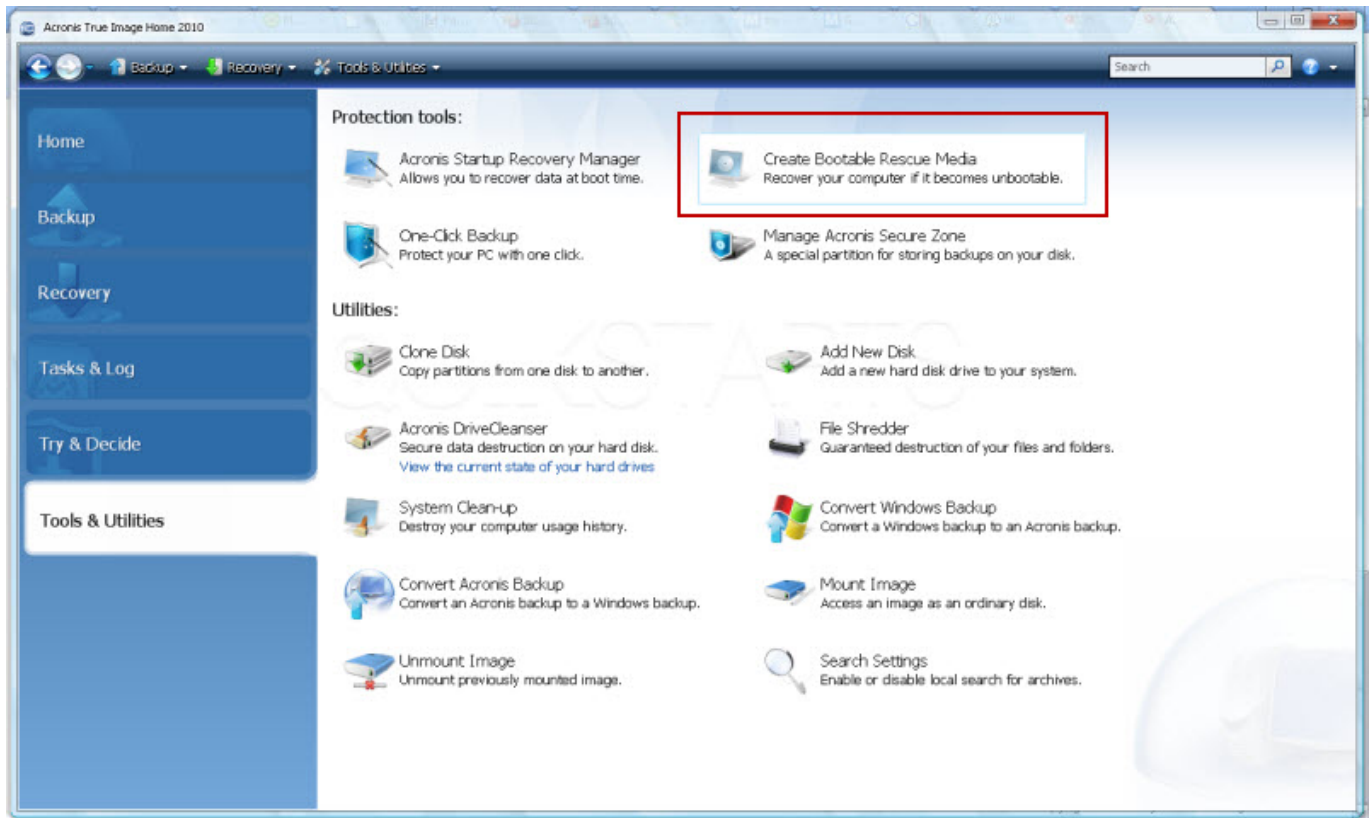 Acronis True Image Home 2010
Backup Recovery Tools & Utilities Search
Home
Backup
Recovery
Tasks & Log
Try & Decide
Tools & Utilities
Protection tools:
Acronis Startup Recovery Manager
Allows you to recover data at boot time.
Create Bootable Rescue Media
Recover your computer if it becomes unbootable.
One-Click Backup
Protect your PC with one click.
Manage Acronis Secure Zone
A special partition for storing backups on your disk.
Utilities:
Clone Disk
Copy partitions from one disk to another.
Add New Disk
Add a new hard disk drive to your system.
Acronis DriveCleanser
Secure data destruction on your hard disk.
View the current state of your hard drives
File Shredder
Guaranteed destruction of your files and folders.
System Clean-up
Destroy your computer usage history.
Convert Windows Backup
Convert a Windows backup to an Acronis backup.
Convert Acronis Backup
Convert an Acronis backup to a Windows backup.
Mount Image
Access an image as an ordinary disk.
Unmount Image
Unmount previously mounted image.
Search Settings
Enable or disable local search for archives.